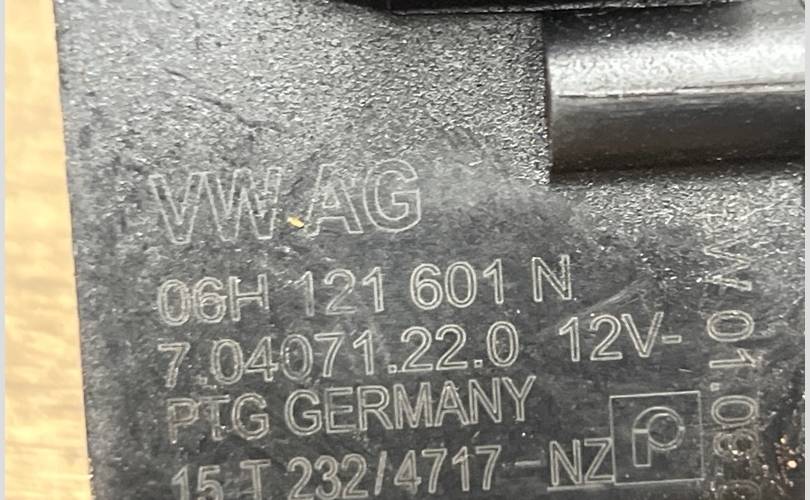 VW AG
06H 121 601 N
7.04071.22.0 12V-
PTG GERMANY
15 T 232/4717-NZ